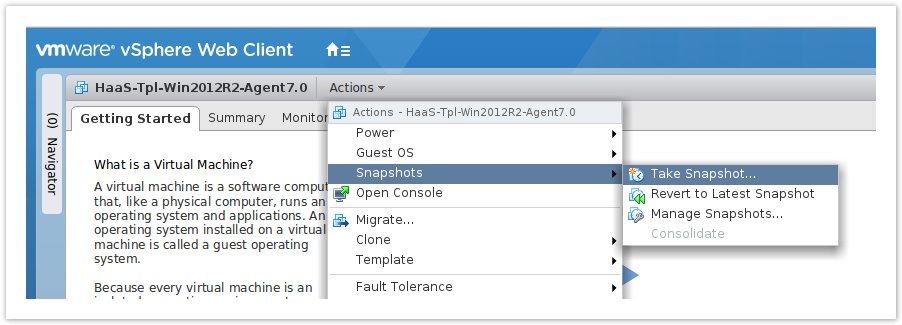 vmware® vSphere Web Client
HaaS-Tpl-Win2012R2-Agent7.0
Actions
(0) Navigator
Getting Started
Summary
Monitor
Actions - HaaS-Tpl-Win2012R2-Agent7.0
Power
Guest OS
Snapshots
Open Console
Migrate...
Clone
Template
Fault Tolerance
Take Snapshot...
Revert to Latest Snapshot
Manage Snapshots...
Consolidate
What is a Virtual Machine?
A virtual machine is a software comput
that, like a physical computer, runs an
operating system and applications. An
operating system installed on a virtual
machine is called a guest operating
system.
Because every virtual machine is an